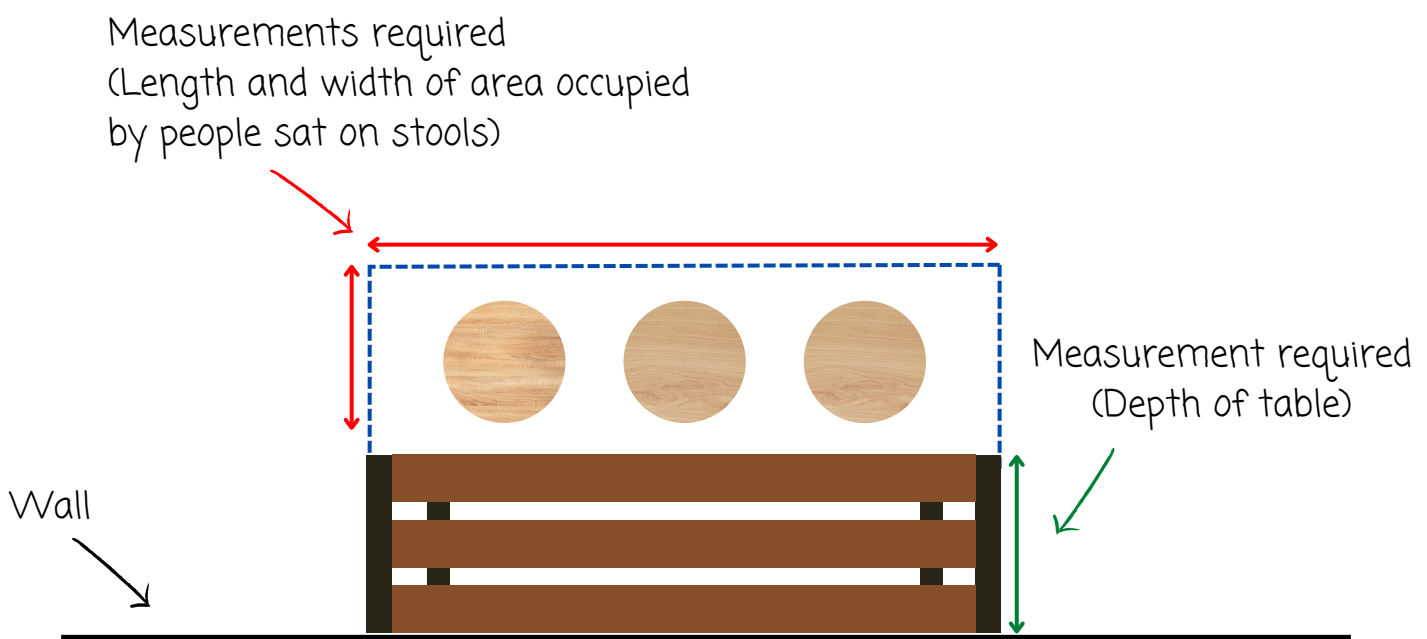 Measurements required
(Length and width of area occupied
by people sat on stools)
Measurement required
(Depth of table)
Wall